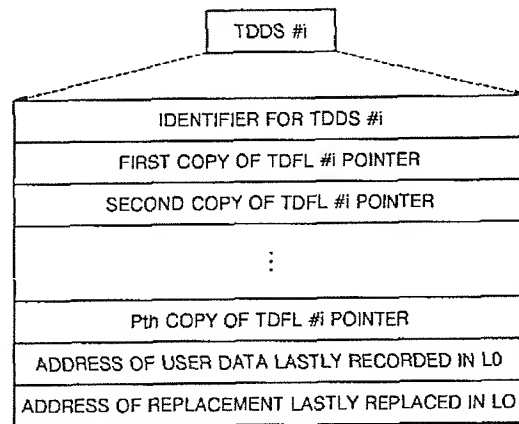 TDDS #i
IDENTIFIER FOR TDDS #i
FIRST COPY OF TDFL #i POINTER
SECOND COPY OF TDFL #i POINTER
⋮
Pth COPY OF TDFL #i POINTER
ADDRESS OF USER DATA LASTLY RECORDED IN L0
ADDRESS OF REPLACEMENT LASTLY REPLACED IN L0